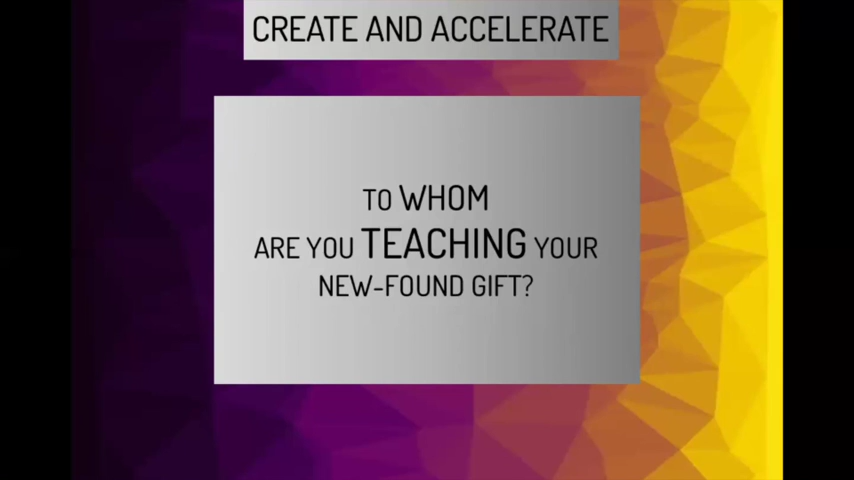 CREATE AND ACCELERATE
TO WHOM
ARE YOU TEACHING YOUR
NEW-FOUND GIFT?